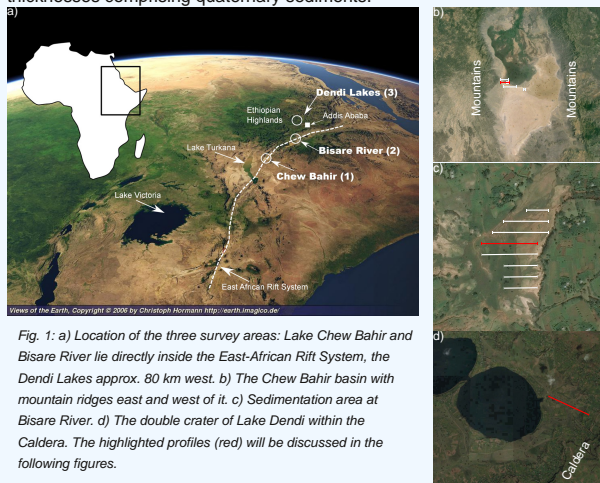 thicknesses comprising quaternary sediments.
a)
Dendi Lakes (3)
Ethiopian
Highlands
Addis Ababa
Lake Turkana
Bisare River (2)
Chew Bahir (1)
Lake Victoria
East African Rift System
Views of the Earth, Copyright © 2006 by Christoph Hormann http://earth.imagico.de/
Fig. 1: a) Location of the three survey areas: Lake Chew Bahir and
Bisare River lie directly inside the East-African Rift System, the
Dendi Lakes approx. 80 km west. b) The Chew Bahir basin with
mountain ridges east and west of it. c) Sedimentation area at
Bisare River. d) The double crater of Lake Dendi within the
Caldera. The highlighted profiles (red) will be discussed in the
following figures.
b)
Mountains
Mountains
c)
d)
Caldera